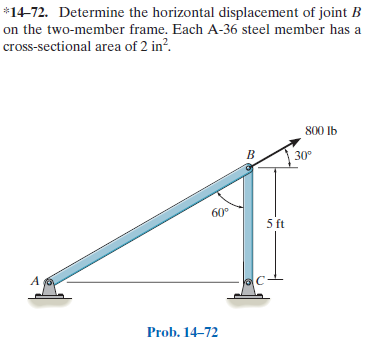 *14–72. Determine the horizontal displacement of joint B
on the two-member frame. Each A-36 steel member has a
cross-sectional area of 2 in².
800 lb
B
30°
60°
5 ft
A
C
Prob. 14–72